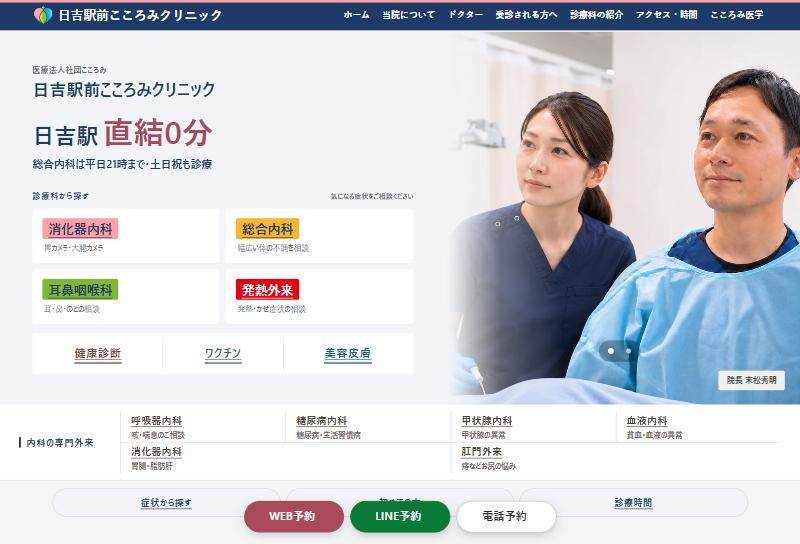 日吉駅前こころみクリニック
ホーム 当院について ドクター 受診される方へ 診療科の紹介 アクセス・時間 こころみ医学
医療法人社団こころみ
日吉駅前こころみクリニック
日吉駅 直結0分
総合内科は平日21時まで・土日祝も診療
診療科から探す 気になる症状をご相談ください
消化器内科 総合内科
胃カメラ・大腸カメラ 幅広い体の不調を相談
耳鼻咽喉科 発熱外来
耳・鼻・のどの相談 発熱・かぜ症状の相談
健康診断 ワクチン 美容皮膚
院長 末松秀明
内科の専門外来
呼吸器内科 糖尿病内科 甲状腺内科 血液内科
咳・喘息のご相談 糖尿病・生活習慣病 甲状腺の異常 貧血・血液の異常
消化器内科 肛門外来
胃腸・脂肪肝 痔などお尻の悩み
症状から探す 診療時間
WEB予約 LINE予約 電話予約